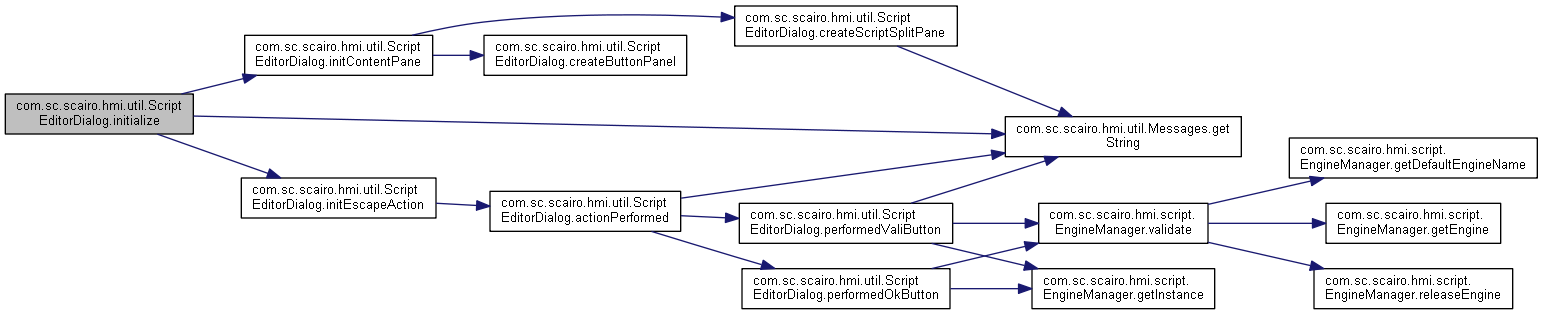 com.sc.scairo.hmi.util.Script
EditorDialog.initialize
com.sc.scairo.hmi.util.Script
EditorDialog.initContentPane
com.sc.scairo.hmi.util.Script
EditorDialog.createScriptSplitPane
com.sc.scairo.hmi.util.Script
EditorDialog.createButtonPanel
com.sc.scairo.hmi.util.Messages.get
String
com.sc.scairo.hmi.util.Script
EditorDialog.initEscapeAction
com.sc.scairo.hmi.util.Script
EditorDialog.actionPerformed
com.sc.scairo.hmi.util.Script
EditorDialog.performedValiButton
com.sc.scairo.hmi.util.Script
EditorDialog.performedOkButton
com.sc.scairo.hmi.script.
EngineManager.validate
com.sc.scairo.hmi.script.
EngineManager.getInstance
com.sc.scairo.hmi.script.
EngineManager.getDefaultEngineName
com.sc.scairo.hmi.script.
EngineManager.getEngine
com.sc.scairo.hmi.script.
EngineManager.releaseEngine